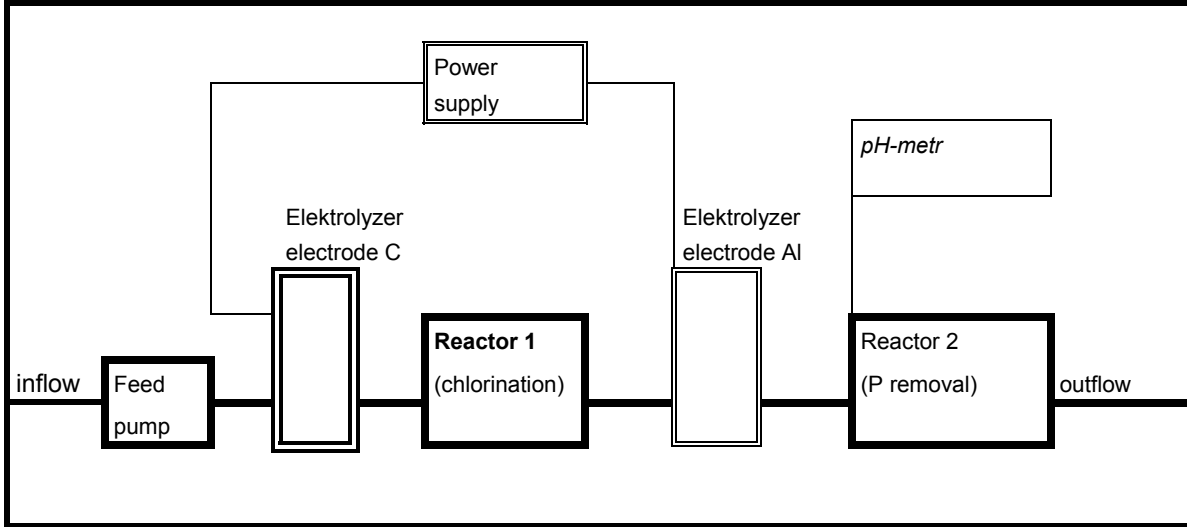 Power
supply
pH-metr
Elektrolyzer
electrode C
Elektrolyzer
electrode Al
inflow
Feed
pump
Reactor 1
(chlorination)
Reactor 2
(P removal)
outflow